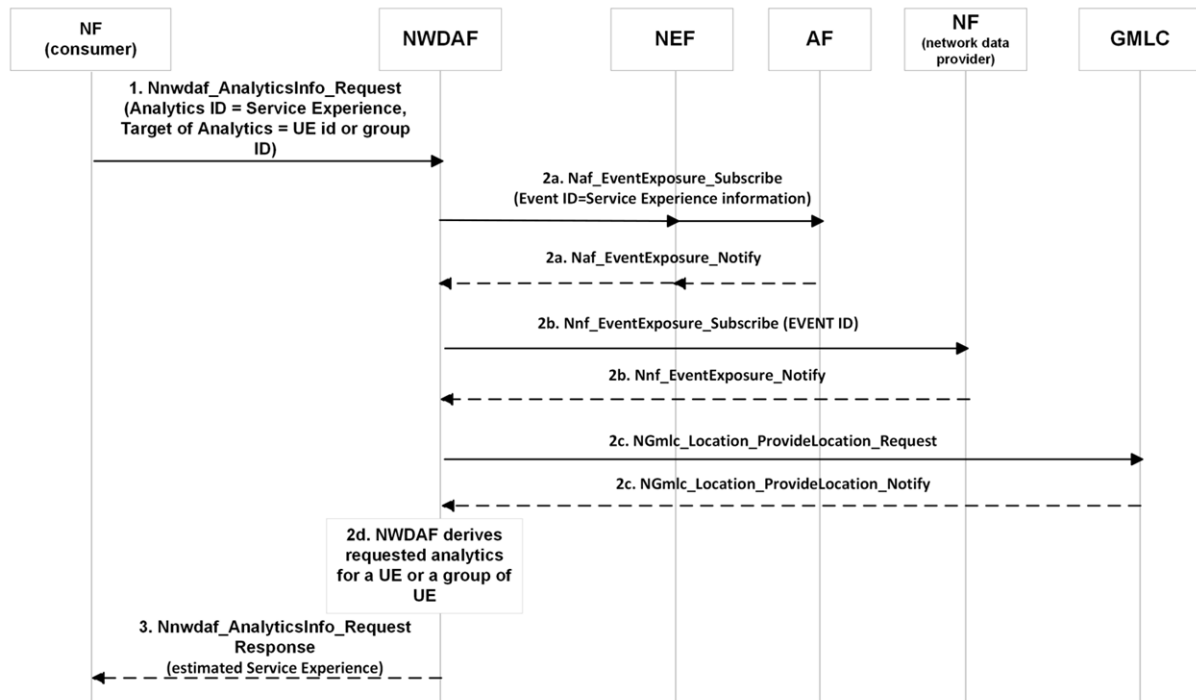 NF
(consumer)
NWDAF
NEF
AF
NF
(network data
provider)
GMLC
1. Nnwdaf_AnalyticsInfo_Request
(Analytics ID = Service Experience,
Target of Analytics = UE id or group
ID)
2a. Naf_EventExposure_Subscribe
(Event ID=Service Experience information)
2a. Naf_EventExposure_Notify
2b. Nnf_EventExposure_Subscribe (EVENT ID)
2b. Nnf_EventExposure_Notify
2c. NGmlc_Location_ProvideLocation_Request
2c. NGmlc_Location_ProvideLocation_Notify
2d. NWDAF derives
requested analytics
for a UE or a group of
UE
3. Nnwdaf_AnalyticsInfo_Request
Response
(estimated Service Experience)